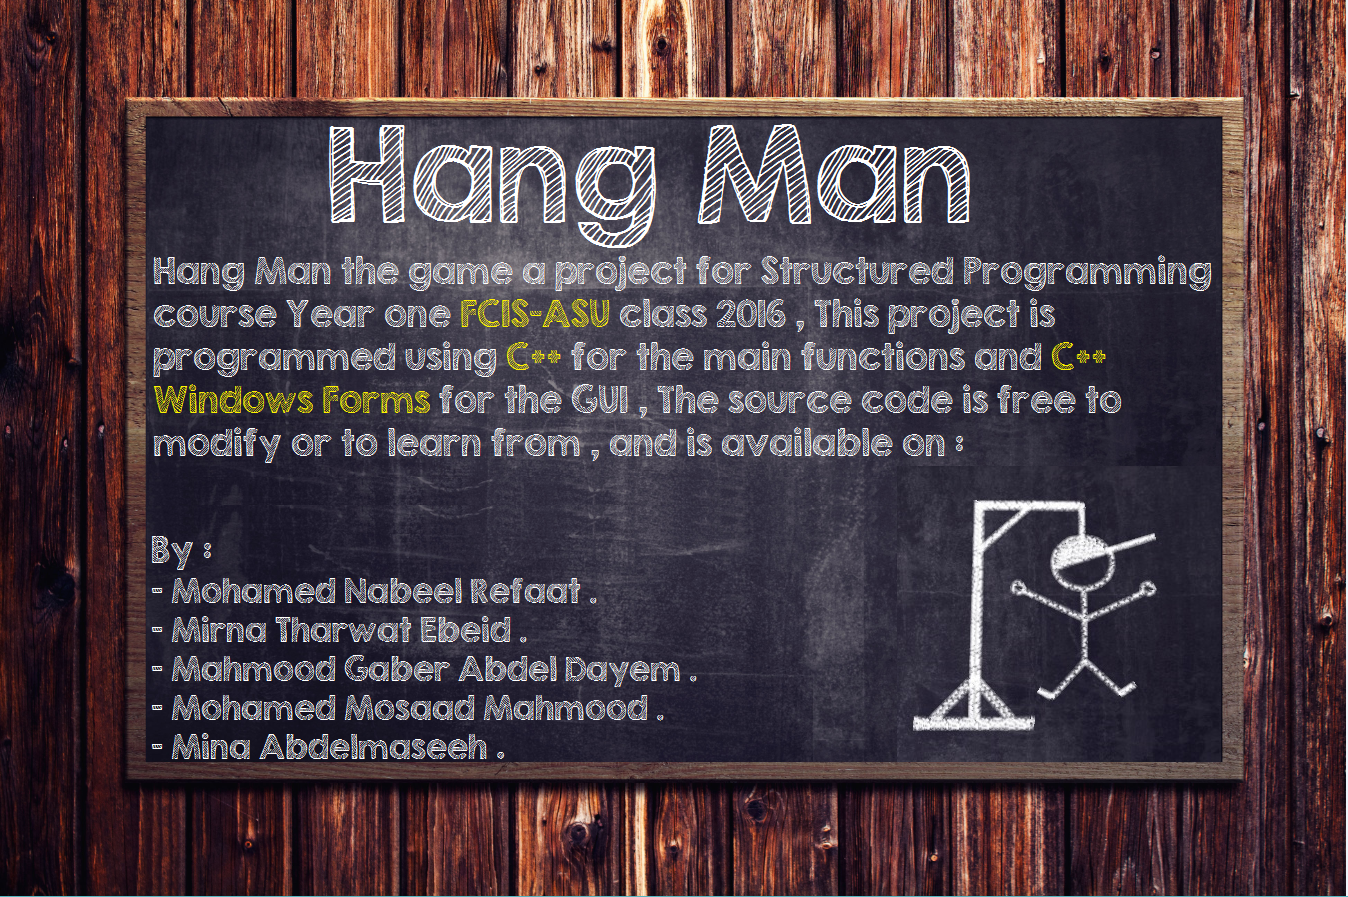 Hang Man
Hang Man the game a project for Structured Programming
course Year one FCIS-ASU class 2016 , This project is
programmed using C++ for the main functions and C++
Windows Forms for the GUI , The source code is free to
modify or to learn from , and is available on :
By :
- Mohamed Nabeel Refaat .
- Mirna Tharwat Ebeid .
- Mahmood Gaber Abdel Dayem .
- Mohamed Mosaad Mahmood .
- Mina Abdelmaseeh .